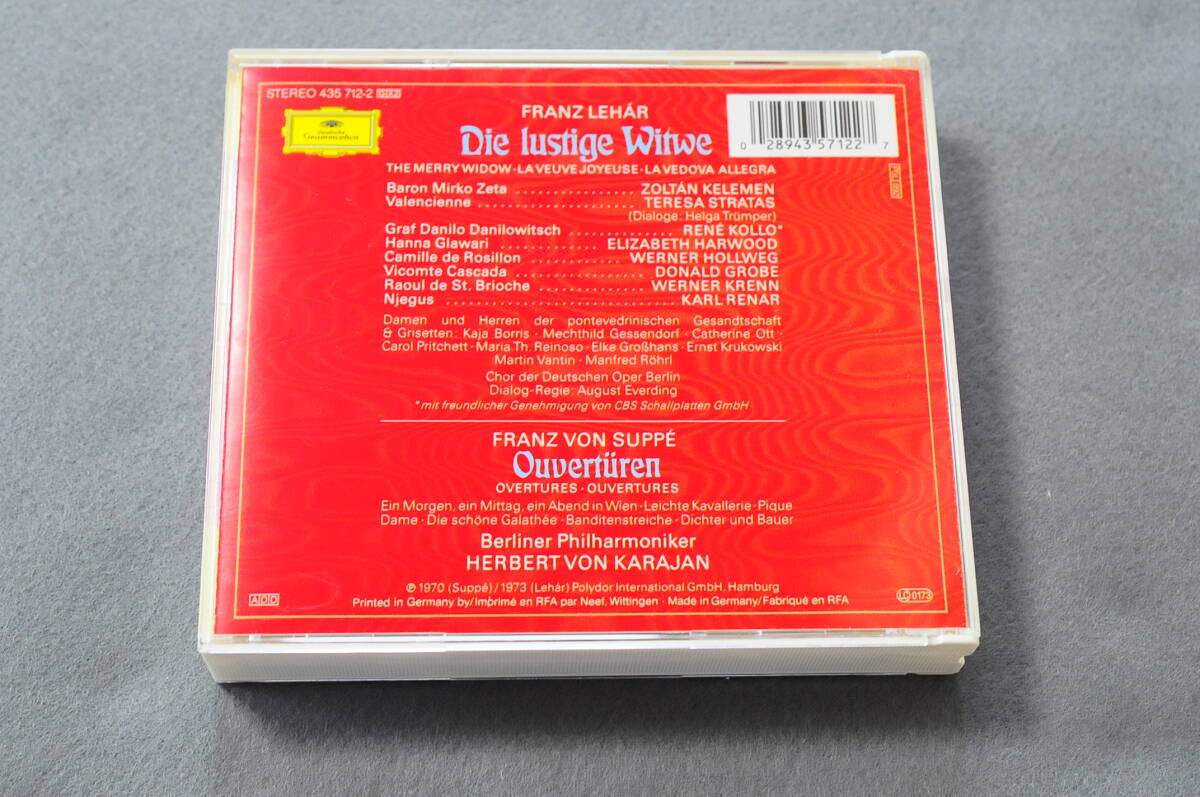 STEREO 435 712-2 GH2
Deutsche
Grammophon
FRANZ LEHÁR
Die lustige Witwe
0 28943 57122 7
THE MERRY WIDOW · LA VEUVE JOYEUSE · LA VEDOVA ALLEGRA
Baron Mirko Zeta ................ ZOLTÁN KELEMEN
Valencienne ...................... TERESA STRATAS
(Dialoge: Helga Trümper)
Graf Danilo Danilowitsch .............. RENÉ KOLLO*
Hanna Glawari ............ ELIZABETH HARWOOD
Camille de Rosillon .............. WERNER HOLLWEG
Vicomte Cascada ................. DONALD GROBE
Raoul de St. Brioche ............. WERNER KRENN
Njegus ............................. KARL RENAR
Damen und Herren der pontevedrinischen Gesandtschaft
& Grisetten: Kaja Borris · Mechthild Gessendorf · Catherine Ott ·
Carol Pritchett · Maria Th. Reinoso · Elke Großhans · Ernst Krukowski
Martin Vantin · Manfred Röhrl
Chor der Deutschen Oper Berlin
Dialog-Regie: August Everding
*mit freundlicher Genehmigung von CBS Schallplatten GmbH
FRANZ VON SUPPÉ
Ouvertüren
OVERTURES · OUVERTURES
Ein Morgen, ein Mittag, ein Abend in Wien · Leichte Kavallerie · Pique
Dame · Die schöne Galathée · Banditenstreiche · Dichter und Bauer
Berliner Philharmoniker
HERBERT VON KARAJAN
℗ 1970 (Suppé) / 1973 (Lehár) Polydor International GmbH, Hamburg
Printed in Germany by/Imprimé en RFA par Neef, Wittingen · Made in Germany/Fabriqué en RFA
ADD
LC 0173